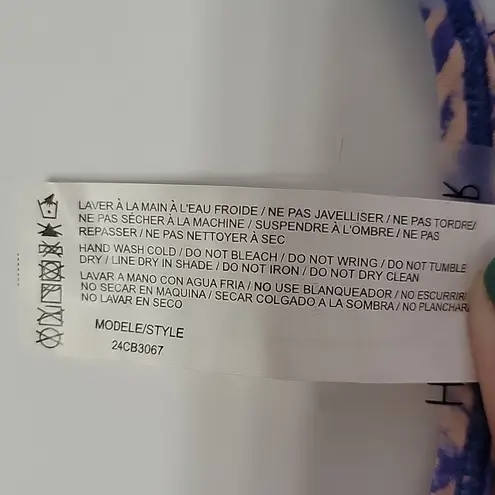 LAVER À LA MAIN À L'EAU FROIDE / NE PAS JAVELLISER / NE PAS TORDRE/
NE PAS SÉCHER À LA MACHINE / SUSPENDRE À L'OMBRE / NE PAS
REPASSER / NE PAS NETTOYER À SEC
HAND WASH COLD / DO NOT BLEACH / DO NOT WRING / DO NOT TUMBLE
DRY / LINE DRY IN SHADE / DO NOT IRON / DO NOT DRY CLEAN
LAVAR A MANO CON AGUA FRIA / NO USE BLANQUEADOR / NO ESCURRIR/
NO SECAR EN MAQUINA / SECAR COLGADO A LA SOMBRA / NO PLANCHAR/
NO LAVAR EN SECO
MODELE/STYLE
24CB3067